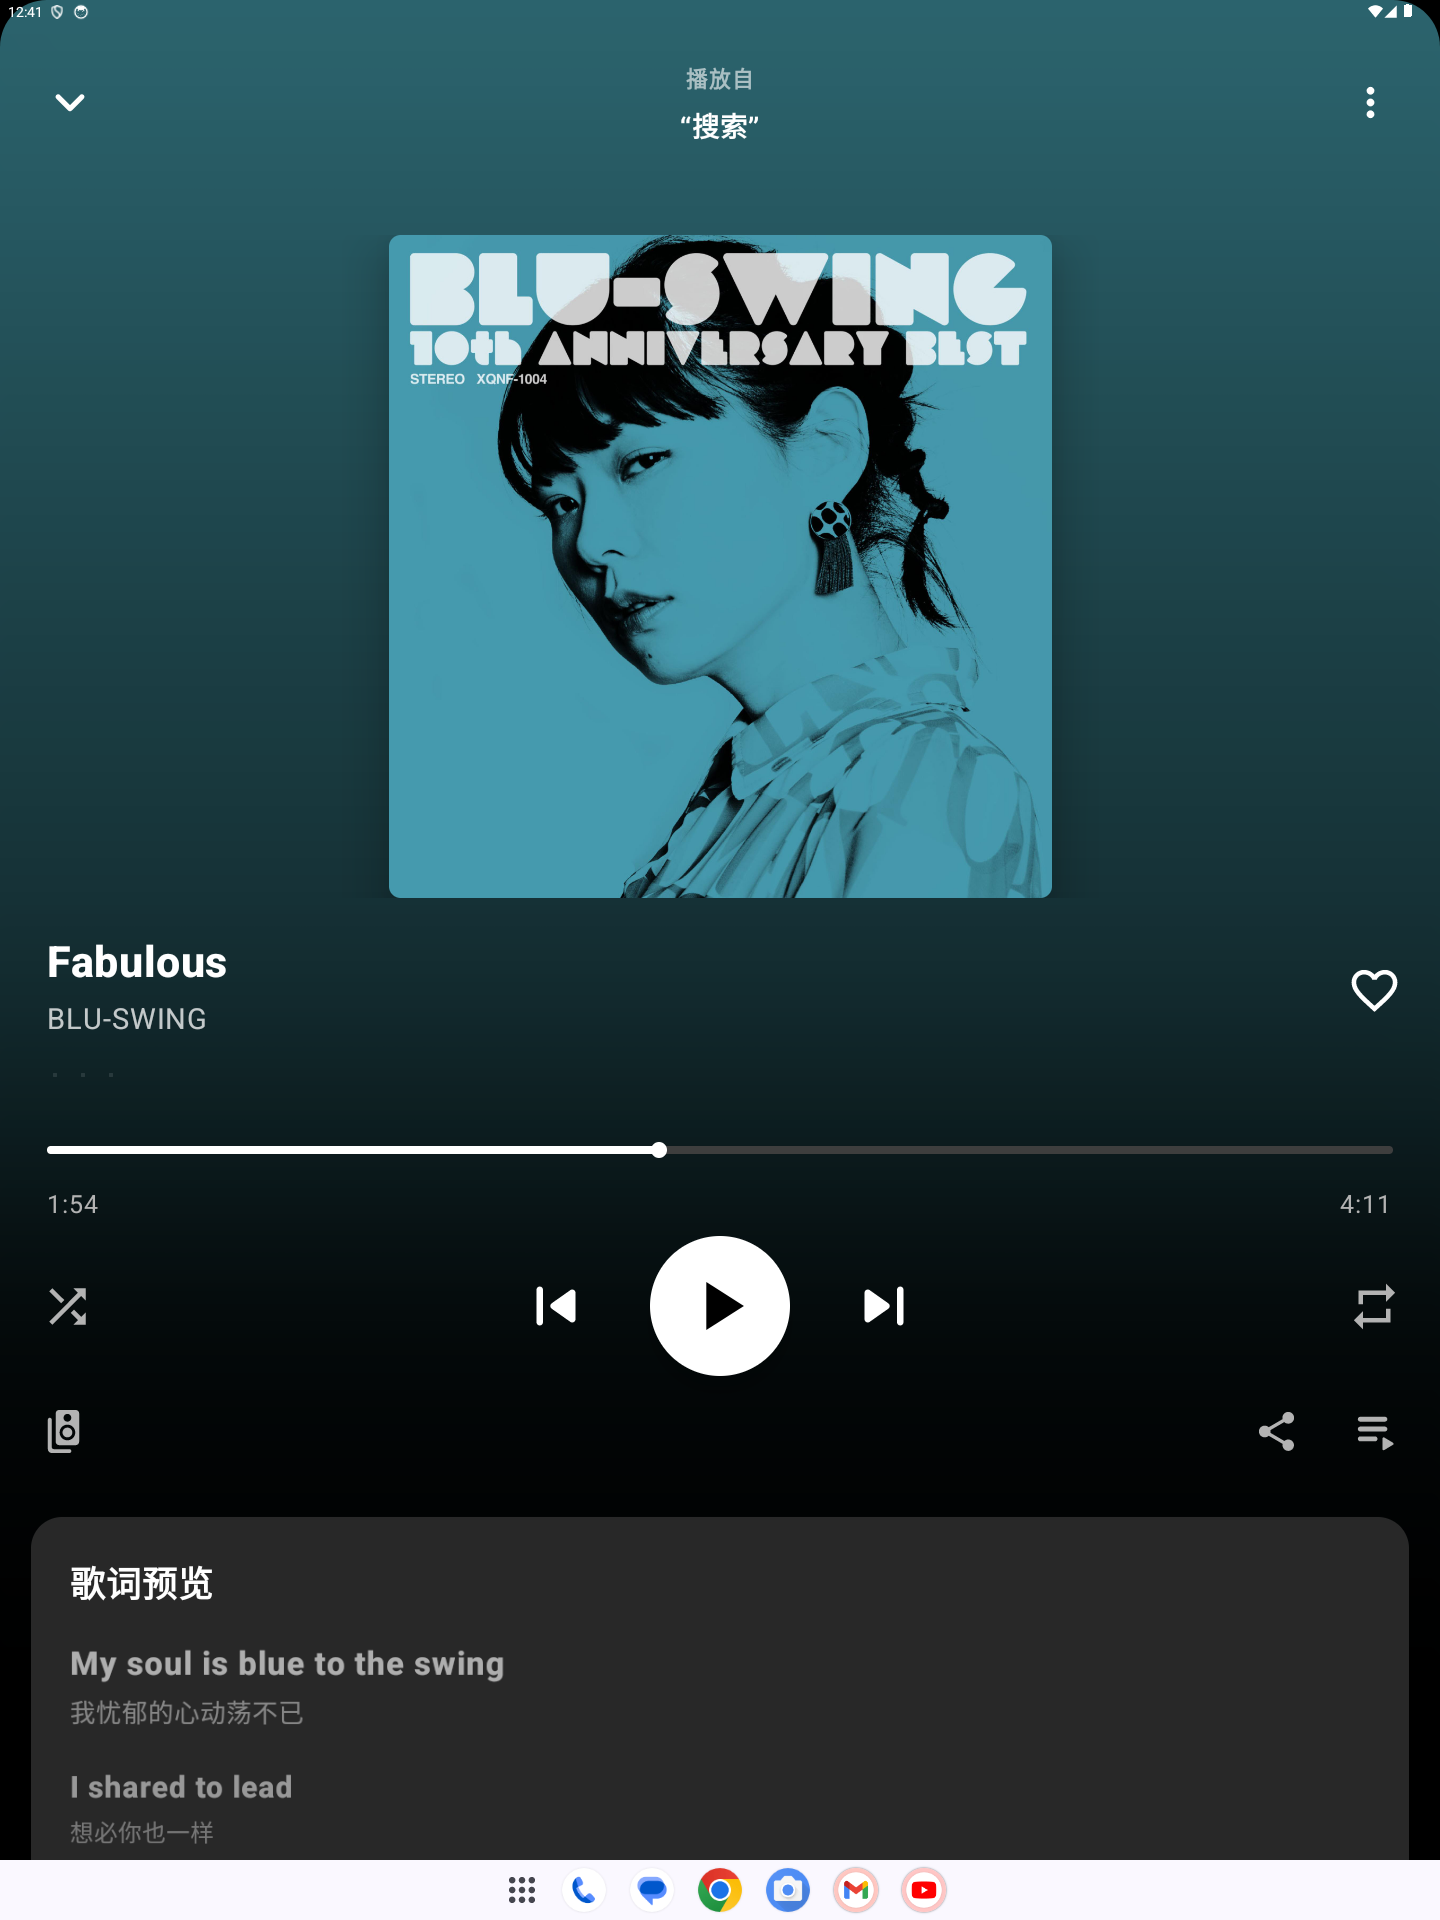 12:41
播放自
“搜索”
BLU-SWING
10th ANNIVERSARY BEST
STEREO XQNF-1004
Fabulous
BLU-SWING
1:54
4:11
歌词预览
My soul is blue to the swing
我忧郁的心动荡不已
I shared to lead
想必你也一样